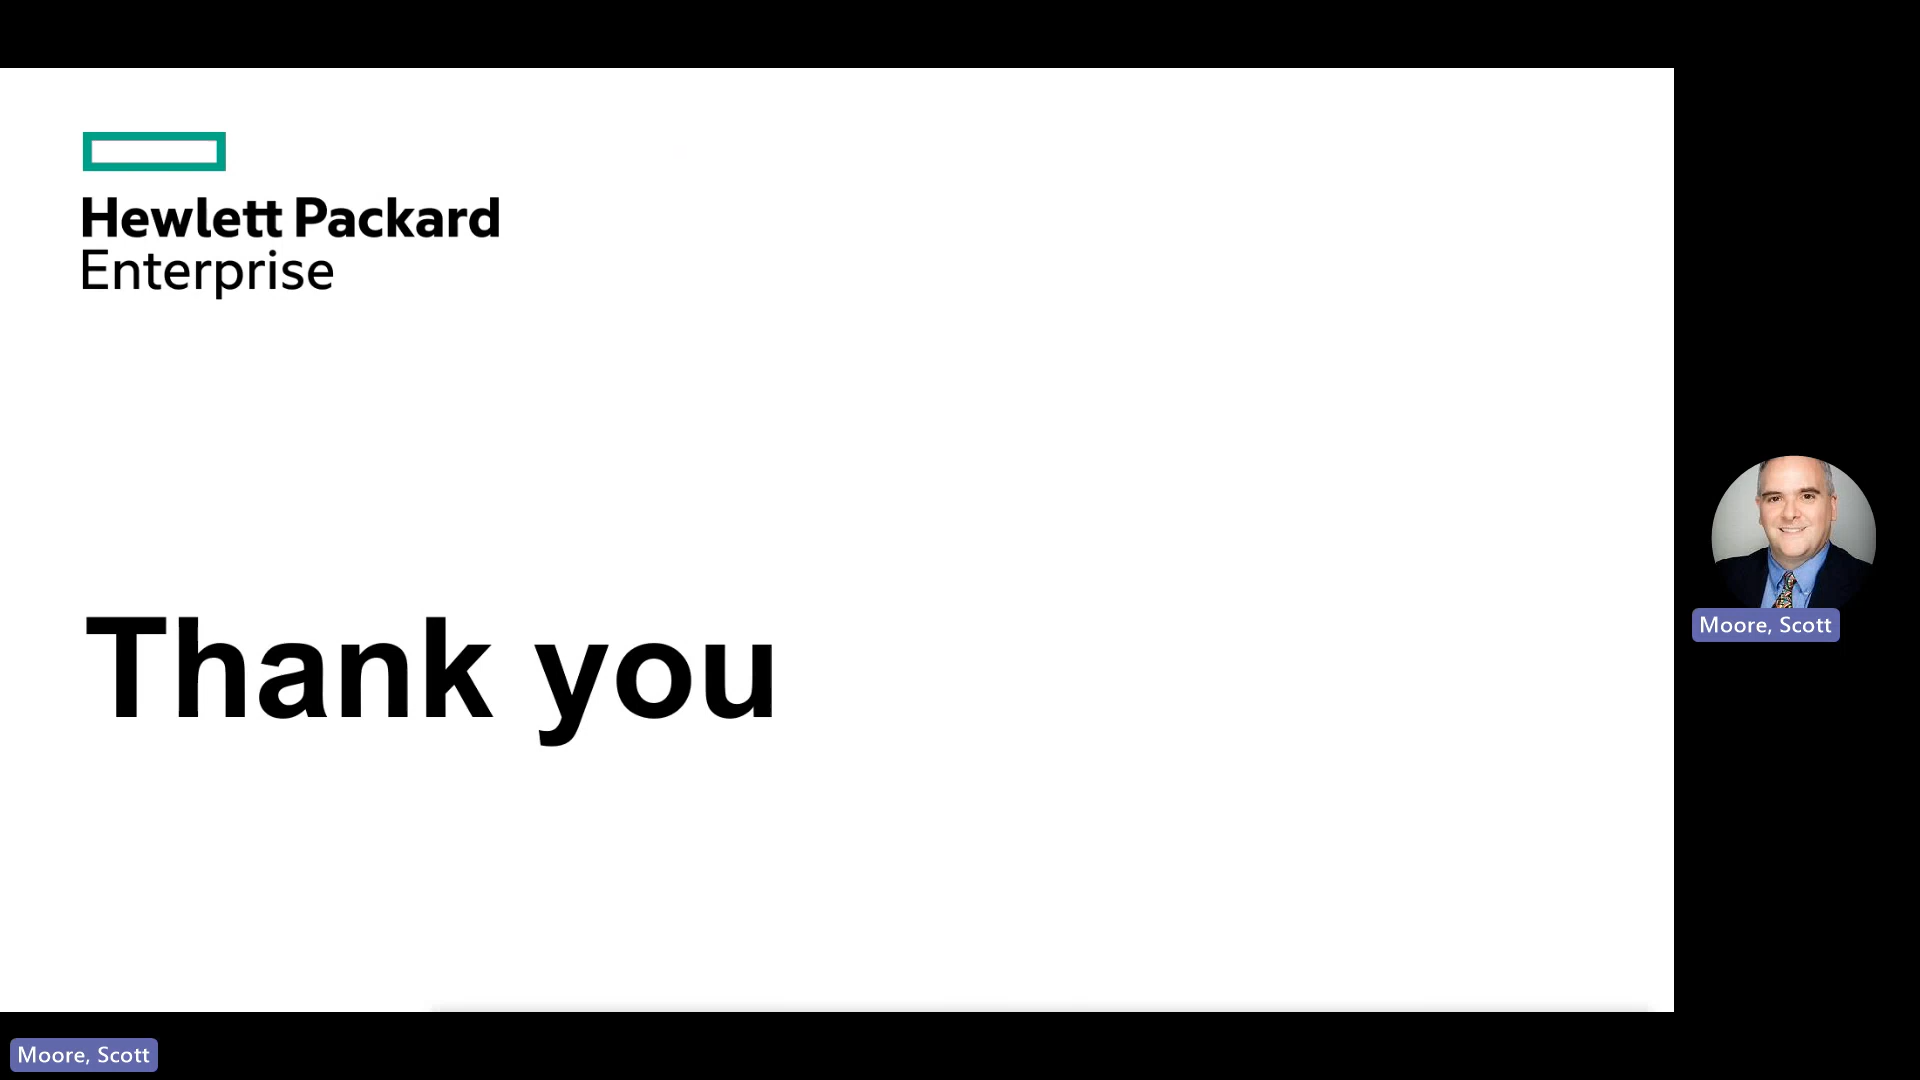 Hewlett Packard
Enterprise
Thank you
Moore, Scott
Moore, Scott